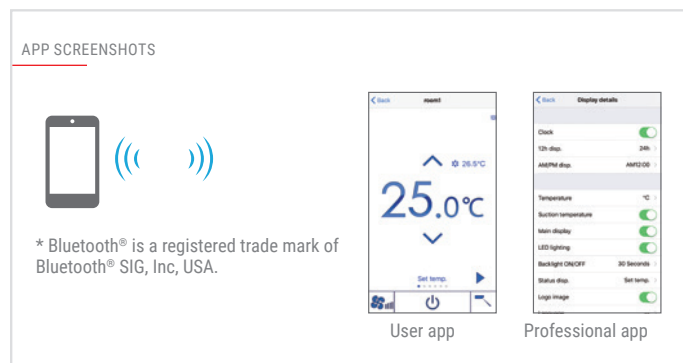 APP SCREENSHOTS
* Bluetooth® is a registered trade mark of
Bluetooth® SIG, Inc, USA.
Back room1
26.5°C
25.0°C
Set temp.
User app
Back Display details
Clock
12h disp. 24h
AM/PM disp. AM12:00
Temperature °C
Suction temperature
Main display
LED lighting
Backlight ON/OFF 30 Seconds
Status disp. Set temp.
Logo image
Professional app